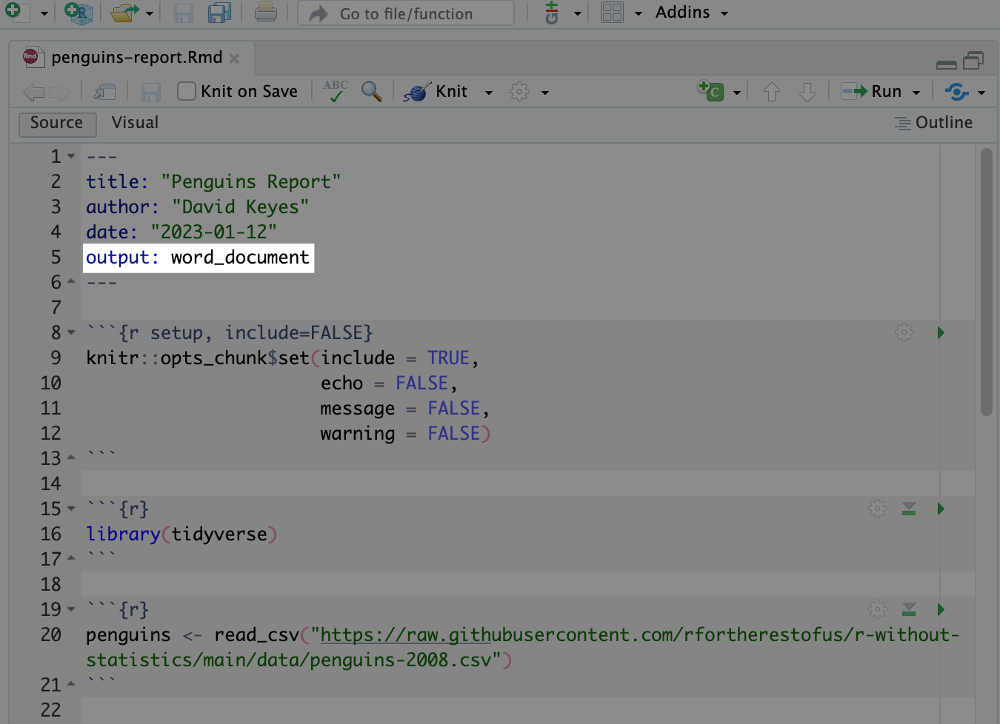 R
Go to file/function
Git
Addins
Rmd
penguins-report.Rmd
Knit on Save
ABC
Knit
C
Run
Source
Visual
Outline
1 ---
2 title: "Penguins Report"
3 author: "David Keyes"
4 date: "2023-01-12"
5 output: word_document
6 ---
7
8 ```{r setup, include=FALSE}
9 knitr::opts_chunk$set(include = TRUE,
10 echo = FALSE,
11 message = FALSE,
12 warning = FALSE)
13 ```
14
15 ```{r}
16 library(tidyverse)
17 ```
18
19 ```{r}
20 penguins <- read_csv("https://raw.githubusercontent.com/rfortherestofus/r-without-
statistics/main/data/penguins-2008.csv")
21 ```
22